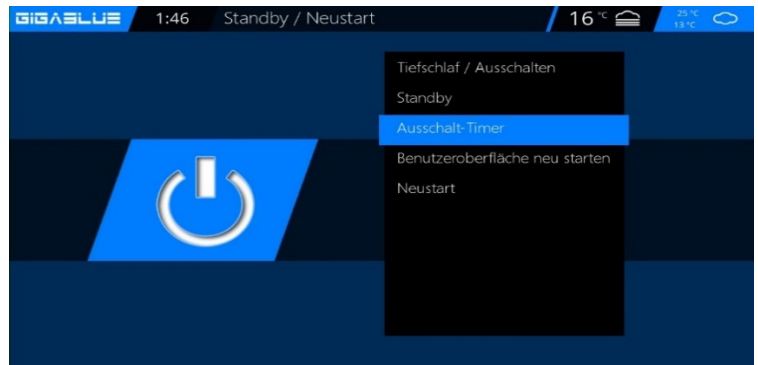 GIGABLUE 1:46 Standby / Neustart 16 °C 25 °C
13 °C
Tiefschlaf / Ausschalten
Standby
Ausschalt-Timer
Benutzeroberfläche neu starten
Neustart